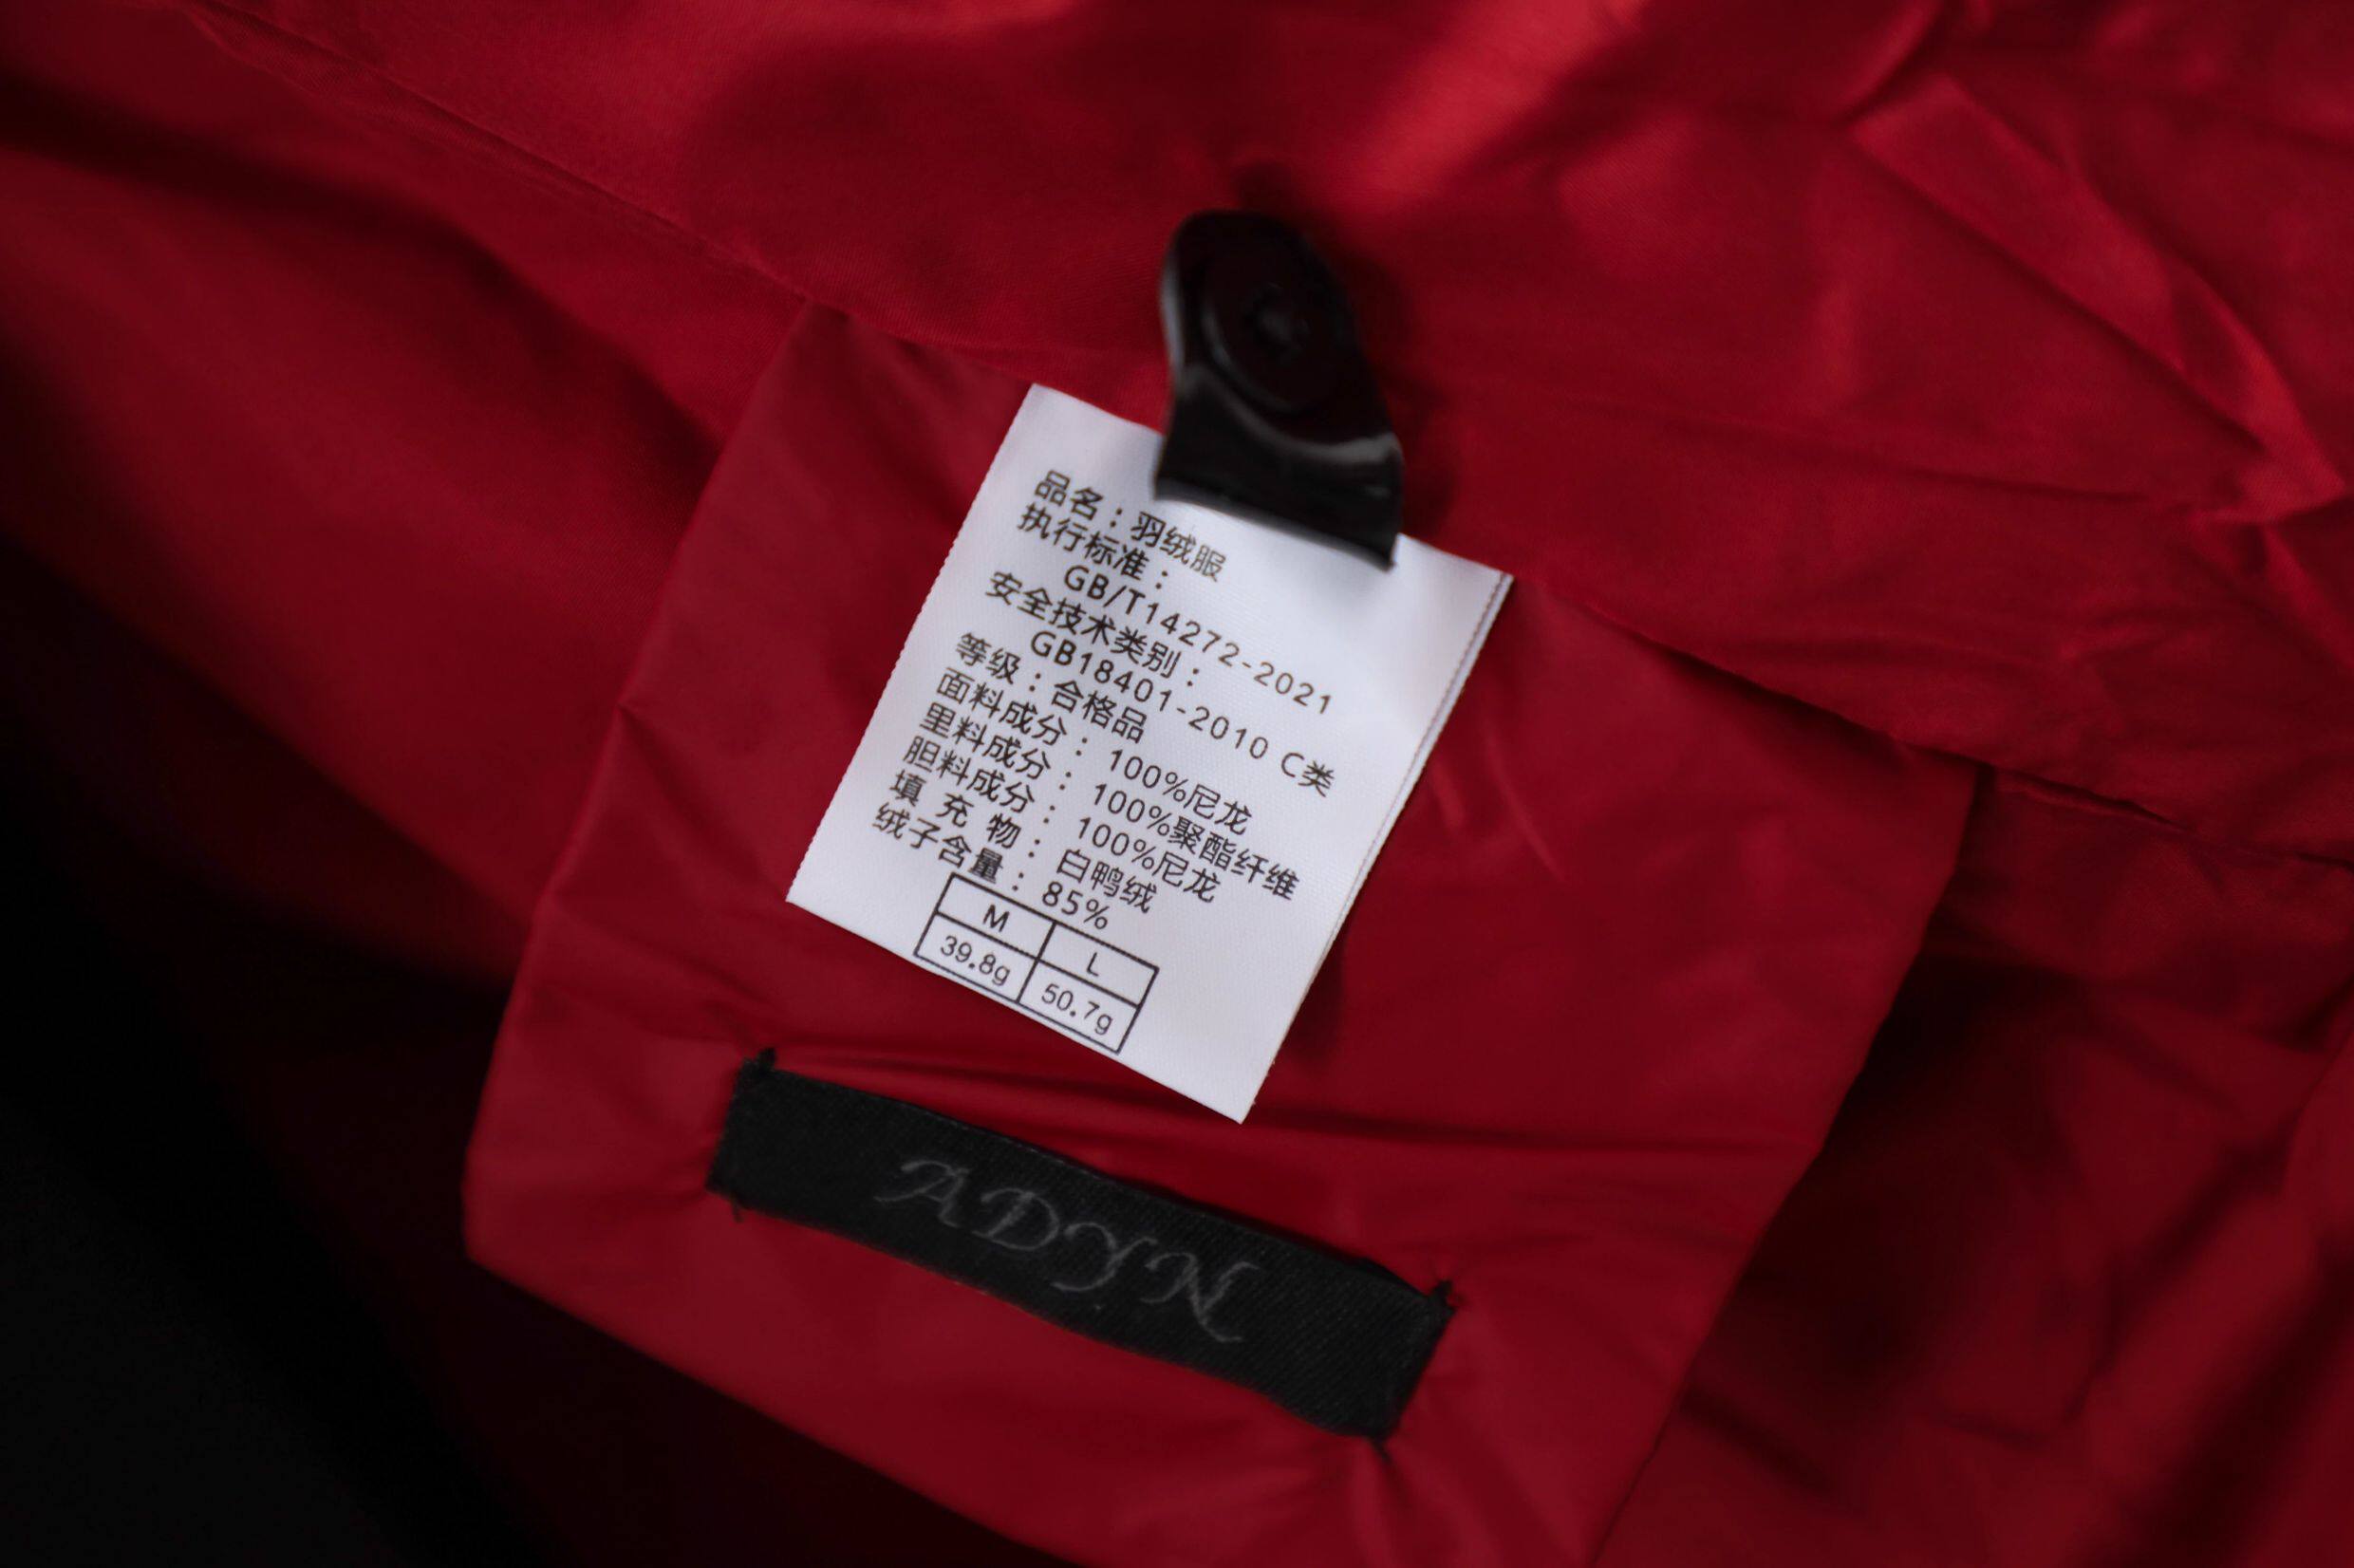 品名：羽绒服
执行标准：
GB/T14272-2021
安全技术类别：
GB18401-2010 C类
等级：合格品
面料成分：100%尼龙
里料成分：100%聚酯纤维
胆料成分：100%尼龙
填 充 物：白鸭绒
绒子含量：85%
M L
39.8g 50.7g
ADYN